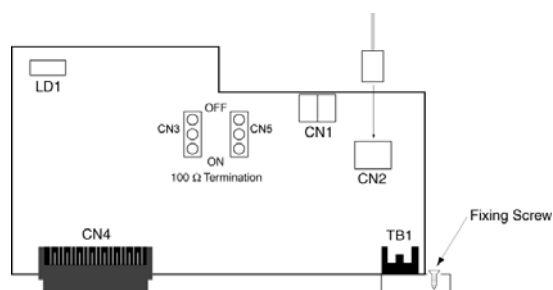 LD1
OFF
CN3
CN5
ON
100 Ω Termination
CN1
CN2
CN4
TB1
Fixing Screw